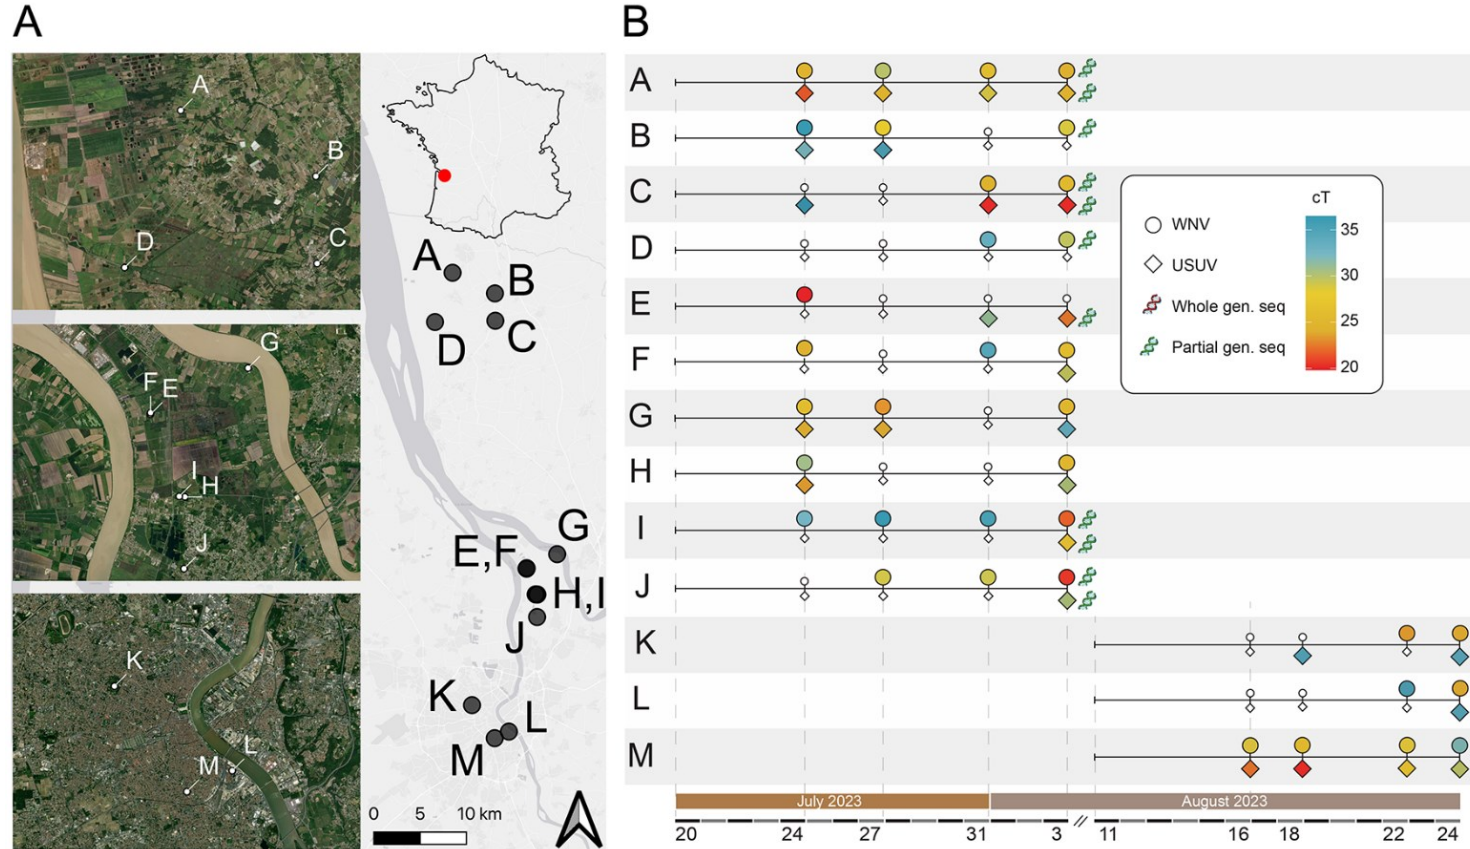 A
A
B
D
C
G
F E
I
H
J
K
L
M
A
B
D
C
G
E,F
H,I
J
K
L
M
0 5 10 km
B
A
B
C
D
E
F
G
H
I
J
K
L
M
cT
WNV
USUV
Whole gen. seq
Partial gen. seq
35
30
25
20
July 2023 August 2023
20 24 27 31 3 // 11 16 18 22 24